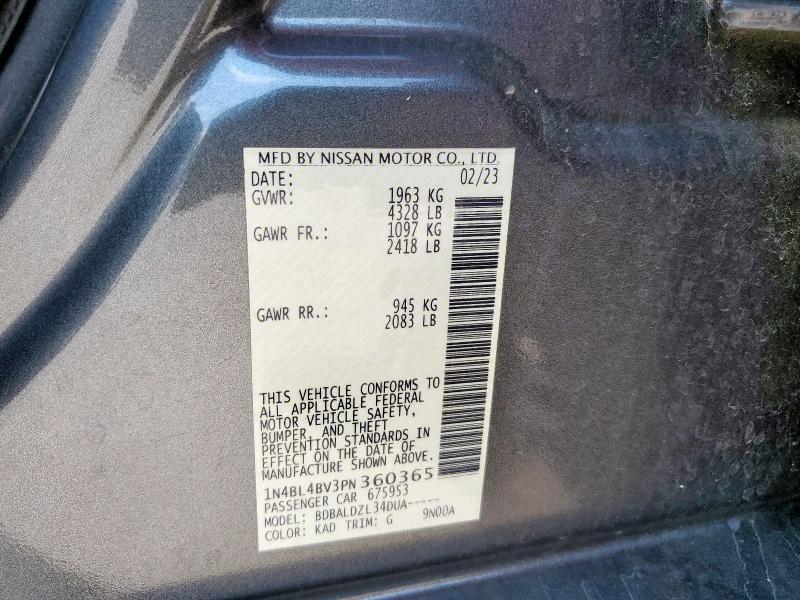 MFD BY NISSAN MOTOR CO., LTD.
DATE: 02/23
GVWR: 1963 KG
4328 LB
GAWR FR.: 1097 KG
2418 LB
GAWR RR.: 945 KG
2083 LB
THIS VEHICLE CONFORMS TO
ALL APPLICABLE FEDERAL
MOTOR VEHICLE SAFETY,
BUMPER, AND THEFT
PREVENTION STANDARDS IN
EFFECT ON THE DATE OF
MANUFACTURE SHOWN ABOVE.
1N4BL4BV3PN360365
PASSENGER CAR 675953
MODEL: BDBALDZL34DUA-----
COLOR: KAD TRIM: G 9N00A